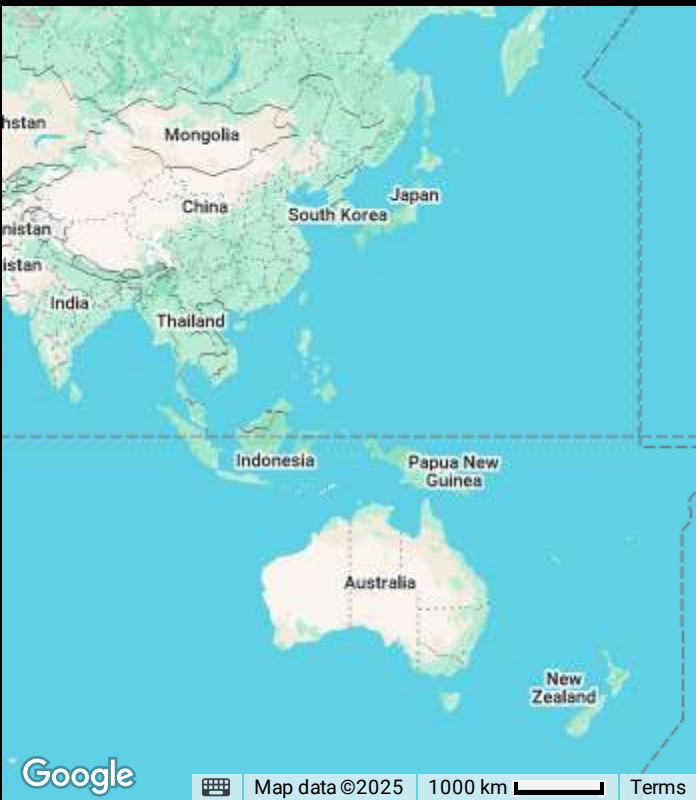 hstan
Mongolia
Japan
China
South Korea
nistan
istan
India
Thailand
Indonesia
Papua New
Guinea
Australia
New
Zealand
Google
Map data ©2025
1000 km
Terms